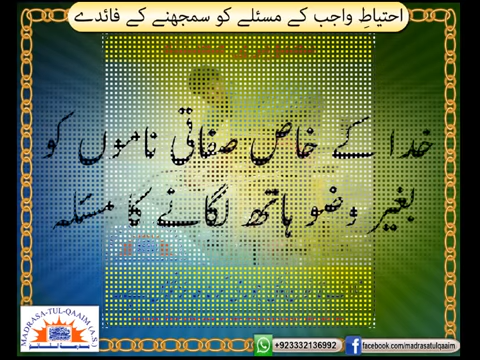 احتیاطِ واجب کے مسئلے کو سمجھنے کے فائدے
خدا کے خاص صفاتی ناموں کو
بغیر وضو ہاتھ لگانے کا مسئلہ
MADRASA-TUL-QAAIM (A.S.)
+923332136992
facebook.com/madrasatulqaaim